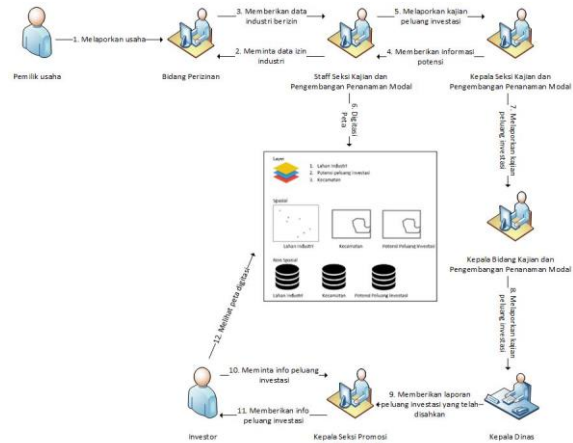 3. Memberikan data
industri berizin
5. Melaporkan kajian
peluang investasi
1. Melaporkan usaha
2. Meminta data izin
industri
4. Memberikan informasi
potensi
Pemilik usaha
Bidang Perizinan
Staff Seksi Kajian dan
Pengembangan Penanaman Modal
Kepala Seksi Kajian dan
Pengembangan Penanaman Modal
6. Digitasi
Peta
7. Melaporkan kajian
peluang investasi
Layer
1. Lahan Industri
2. Potensi peluang investasi
3. Kecamatan
Spasial
Lahan Industri
Kecamatan
Potensi Peluang Investasi
Non Spasial
Lahan Industri
Kecamatan
Potensi Peluang Investasi
Kepala Bidang Kajian dan
Pengembangan Penanaman Modal
8. Melaporkan kajian
peluang investasi
12. Melihat peta digitasi
10. Meminta info peluang
investasi
11. Memberikan info
peluang investasi
9. Memberikan laporan
peluang investasi yang telah
disahkan
Investor
Kepala Seksi Promosi
Kepala Dinas